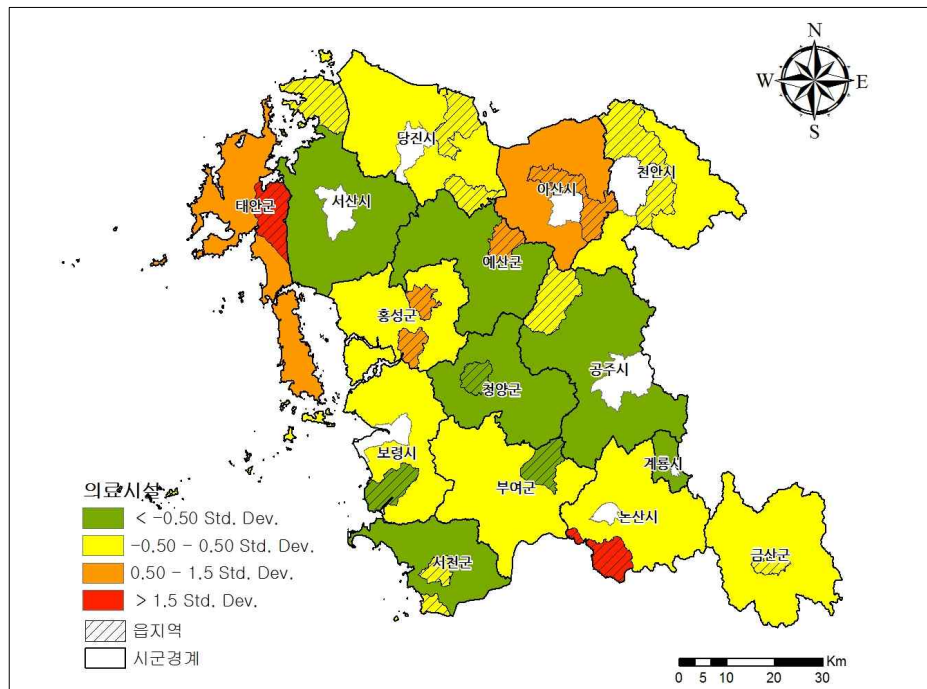 N
W E
S
당진시
천안시
아산시
서산시
태안군
예산군
홍성군
공주시
청양군
계룡시
보령시
부여군
논산시
서천군
금산군
의료시설
< -0.50 Std. Dev.
-0.50 - 0.50 Std. Dev.
0.50 - 1.5 Std. Dev.
> 1.5 Std. Dev.
읍지역
시군경계
Km
0 5 10 20 30